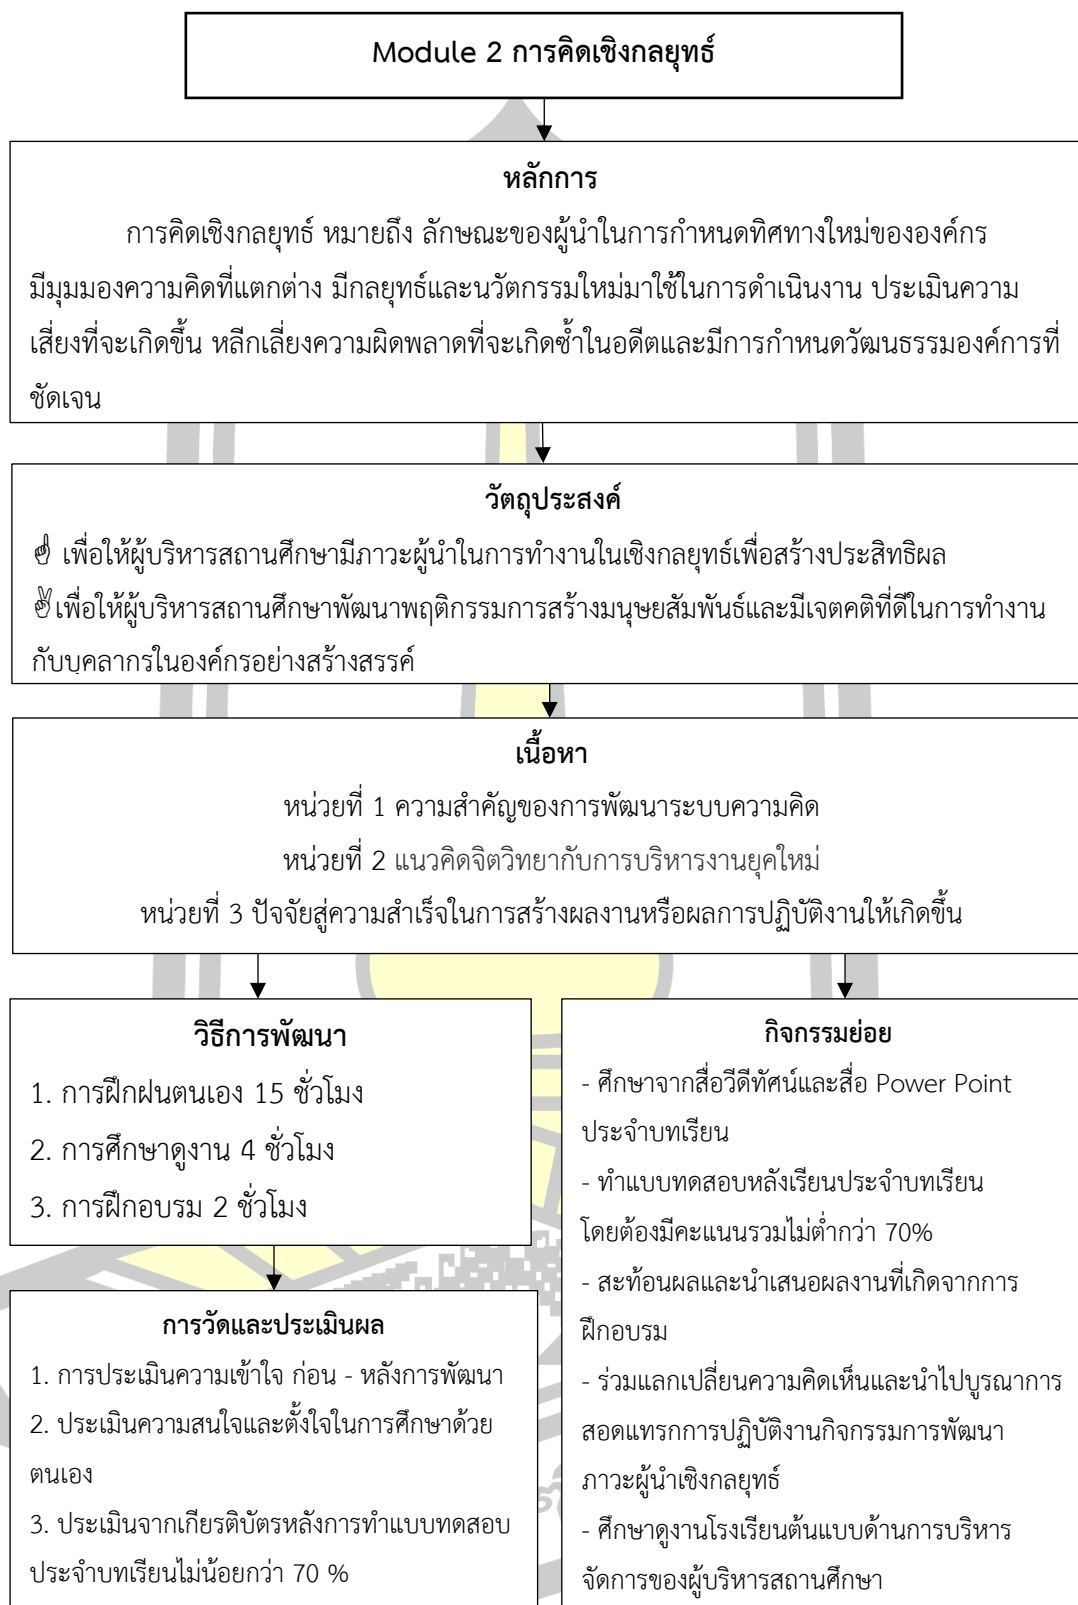 Module 2 การคิดเชิงกลยุทธ์
หลักการ
การคิดเชิงกลยุทธ์ หมายถึง ลักษณะของผู้นำในการกำหนดทิศทางใหม่ขององค์กร
มีมุมมองความคิดที่แตกต่าง มีกลยุทธ์และนวัตกรรมใหม่มาใช้ในการดำเนินงาน ประเมินความ
เสี่ยงที่จะเกิดขึ้น หลีกเลี่ยงความผิดพลาดที่จะเกิดซ้ำในอดีตและมีการกำหนดวัฒนธรรมองค์การที่
ชัดเจน
วัตถุประสงค์
☝ เพื่อให้ผู้บริหารสถานศึกษามีภาวะผู้นำในการทำงานในเชิงกลยุทธ์เพื่อสร้างประสิทธิผล
✌เพื่อให้ผู้บริหารสถานศึกษาพัฒนาพฤติกรรมการสร้างมนุษยสัมพันธ์และมีเจตคติที่ดีในการทำงาน
กับบุคลากรในองค์กรอย่างสร้างสรรค์
เนื้อหา
หน่วยที่ 1 ความสำคัญของการพัฒนาระบบความคิด
หน่วยที่ 2 แนวคิดจิตวิทยากับการบริหารงานยุคใหม่
หน่วยที่ 3 ปัจจัยสู่ความสำเร็จในการสร้างผลงานหรือผลการปฏิบัติงานให้เกิดขึ้น
วิธีการพัฒนา
1. การฝึกฝนตนเอง 15 ชั่วโมง
2. การศึกษาดูงาน 4 ชั่วโมง
3. การฝึกอบรม 2 ชั่วโมง
การวัดและประเมินผล
1. การประเมินความเข้าใจ ก่อน - หลังการพัฒนา
2. ประเมินความสนใจและตั้งใจในการศึกษาด้วย
ตนเอง
3. ประเมินจากเกียรติบัตรหลังการทำแบบทดสอบ
ประจำบทเรียนไม่น้อยกว่า 70 %
กิจกรรมย่อย
- ศึกษาจากสื่อวีดีทัศน์และสื่อ Power Point
ประจำบทเรียน
- ทำแบบทดสอบหลังเรียนประจำบทเรียน
โดยต้องมีคะแนนรวมไม่ต่ำกว่า 70%
- สะท้อนผลและนำเสนอผลงานที่เกิดจากการ
ฝึกอบรม
- ร่วมแลกเปลี่ยนความคิดเห็นและนำไปบูรณาการ
สอดแทรกการปฏิบัติงานกิจกรรมการพัฒนา
ภาวะผู้นำเชิงกลยุทธ์
- ศึกษาดูงานโรงเรียนต้นแบบด้านการบริหาร
จัดการของผู้บริหารสถานศึกษา